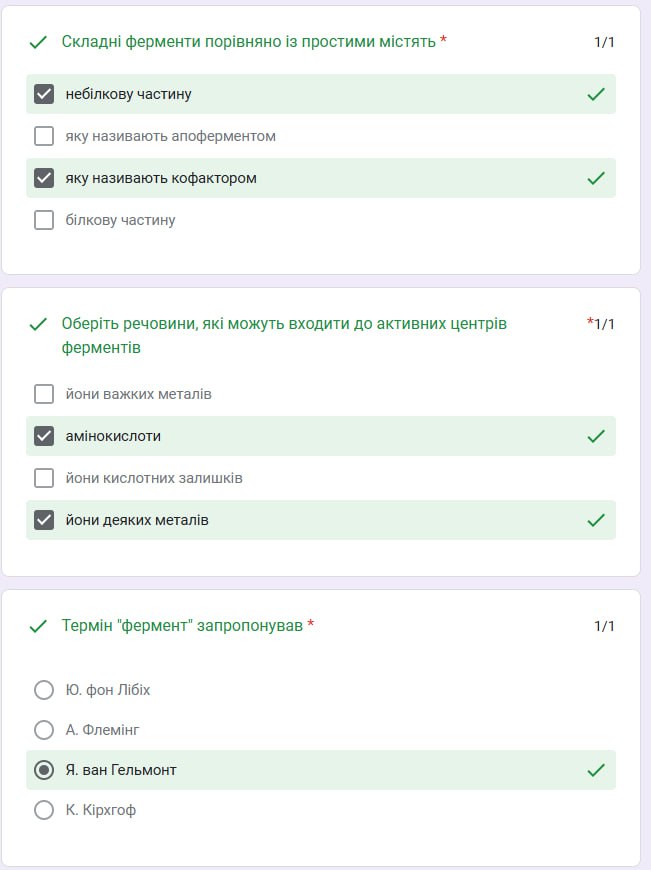 Складні ферменти порівняно із простими містять * 1/1
небілкову частину
яку називають апоферментом
яку називають кофактором
білкову частину
Оберіть речовини, які можуть входити до активних центрів *1/1
ферментів
йони важких металів
амінокислоти
йони кислотних залишків
йони деяких металів
Термін "фермент" запропонував * 1/1
Ю. фон Лібіх
А. Флемінг
Я. ван Гельмонт
К. Кірхгоф